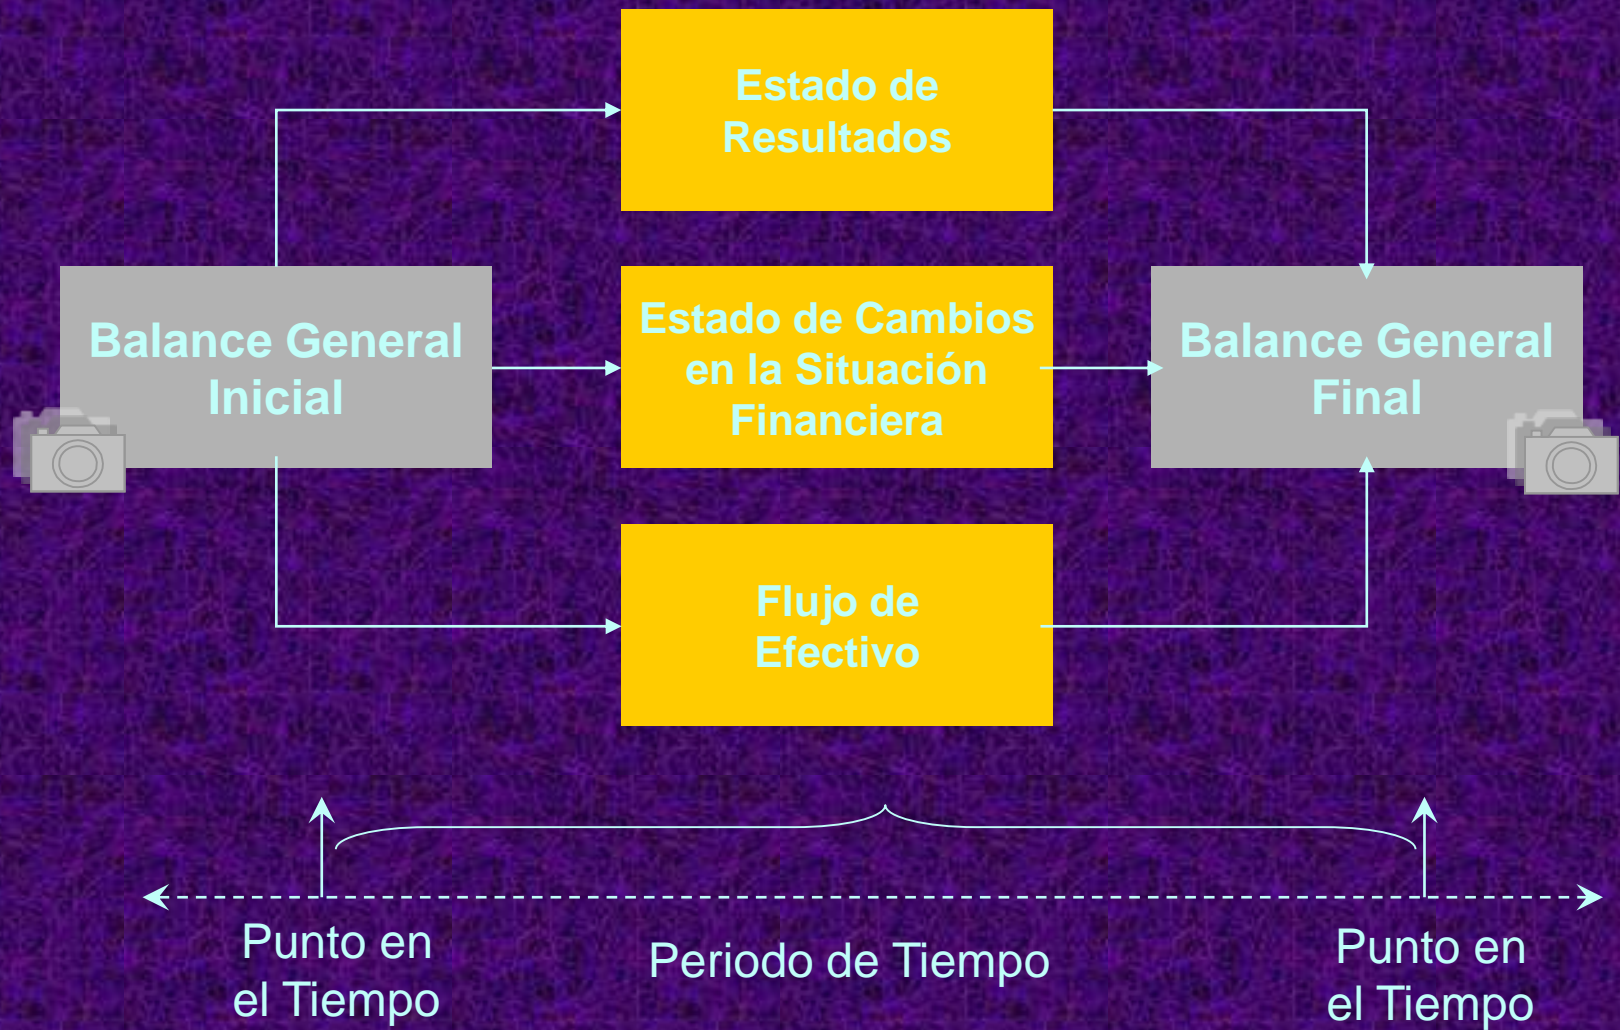 Estado de
Resultados
Balance General
Inicial
Estado de Cambios
en la Situación
Financiera
Balance General
Final
Flujo de
Efectivo
Punto en
el Tiempo
Periodo de Tiempo
Punto en
el Tiempo